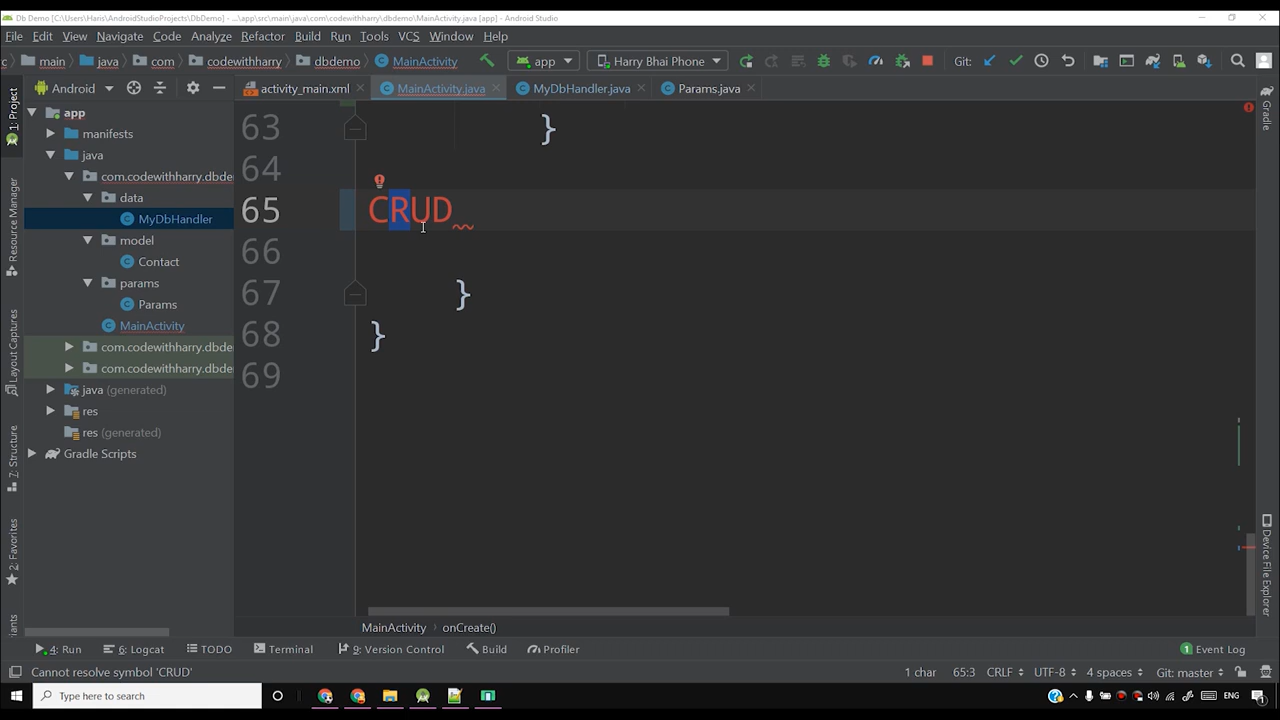 Db Demo [C:\Users\Haris\AndroidStudioProjects\DbDemo] - ...\app\src\main\java\com\codewithharry\dbdemo\MainActivity.java [app] - Android Studio
File Edit View Navigate Code Analyze Refactor Build Run Tools VCS Window Help
main java com codewithharry dbdemo MainActivity app Harry Bhai Phone Git:
1: Project
Android
activity_main.xml MainActivity.java MyDbHandler.java Params.java
Gradle
app
manifests
java
com.codewithharry.dbde
data
MyDbHandler
model
Contact
params
Params
MainActivity
com.codewithharry.dbde
com.codewithharry.dbde
java (generated)
res
res (generated)
Gradle Scripts
Resource Manager
Layout Captures
7: Structure
2: Favorites
iants
63 }
64
65 CRUD
66
67 }
68 }
69
Device File Explorer
MainActivity onCreate()
4: Run 6: Logcat TODO Terminal 9: Version Control Build Profiler 1 Event Log
Cannot resolve symbol 'CRUD' 1 char 65:3 CRLF UTF-8 4 spaces Git: master
Type here to search ENG 1